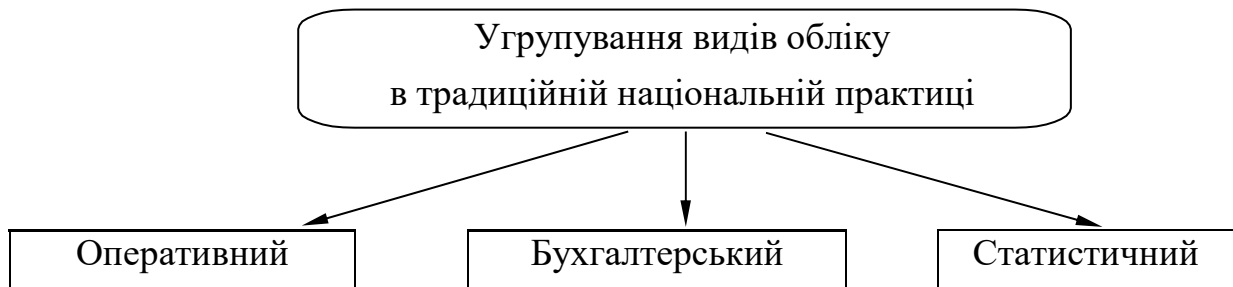 Угрупування видів обліку
в традиційній національній практиці
Оперативний
Бухгалтерський
Статистичний